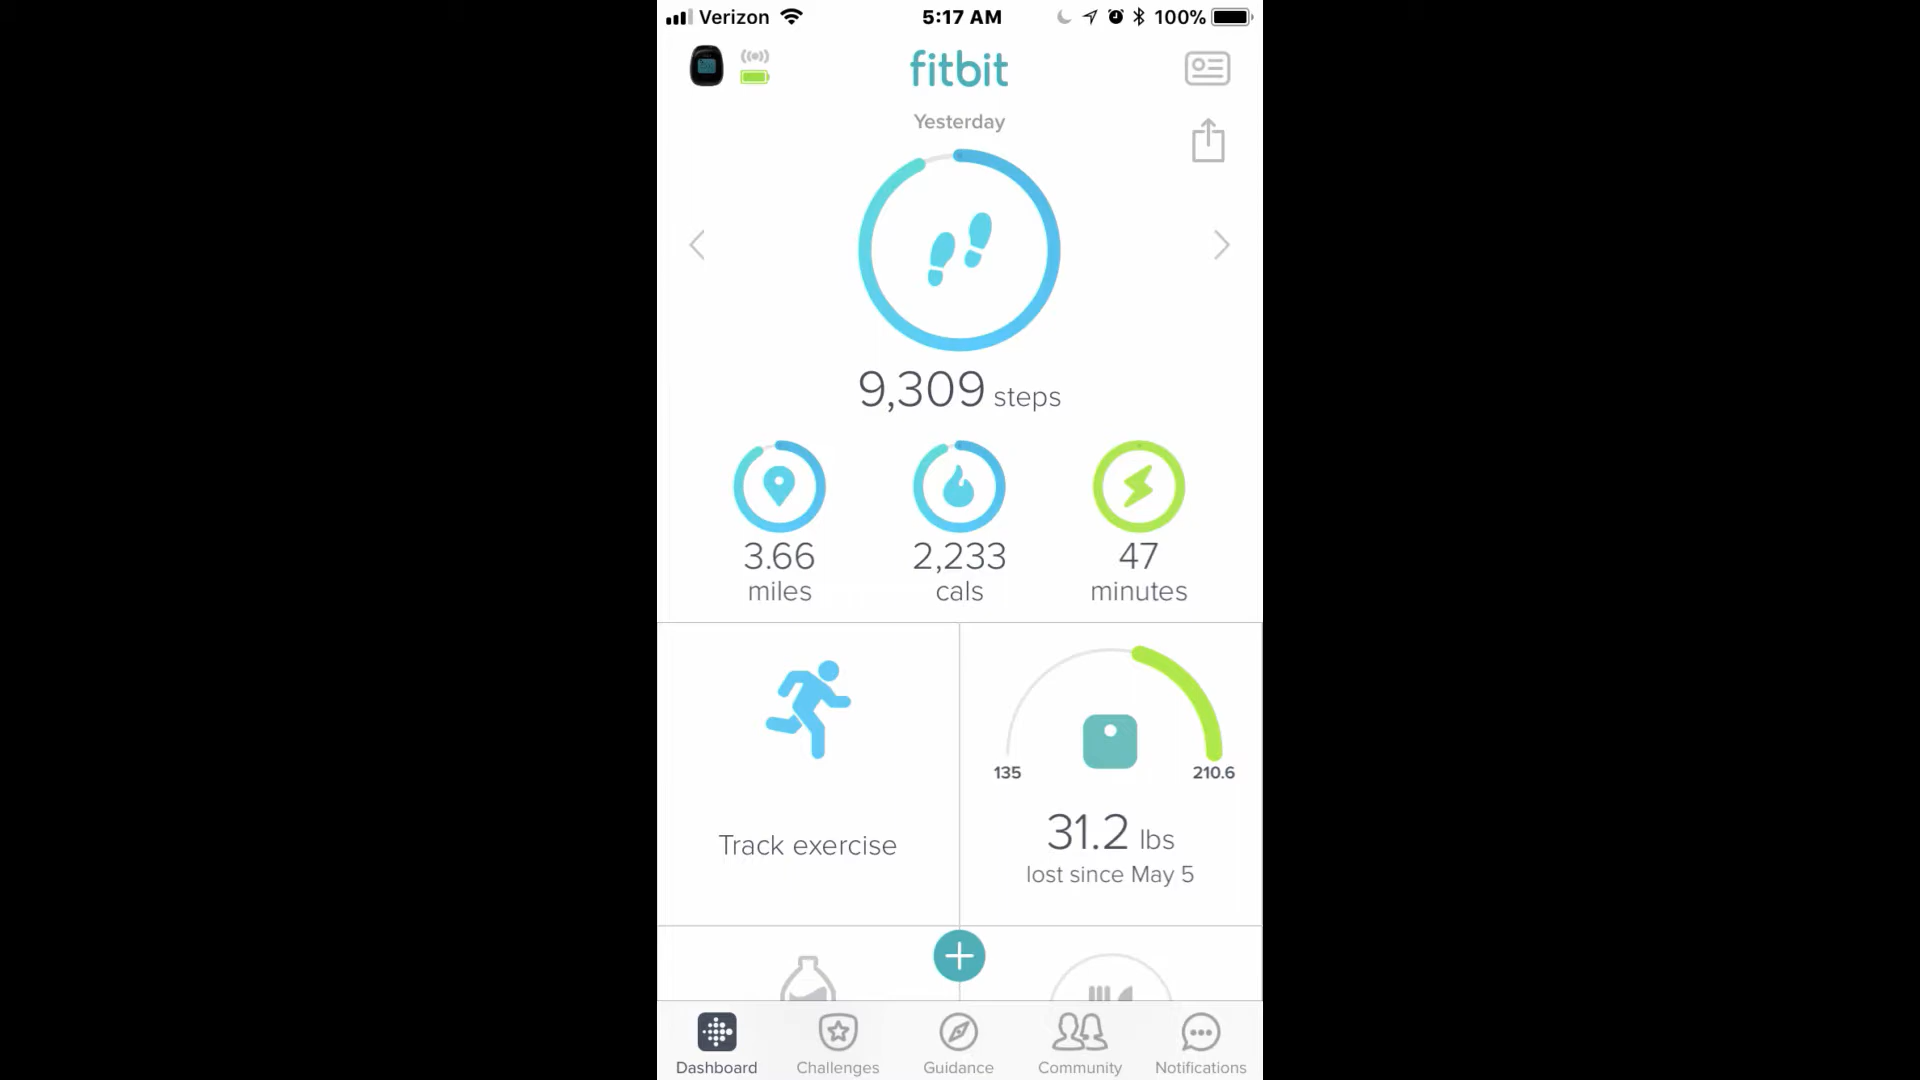 Verizon 5:17 AM 100%
fitbit
Yesterday
9,309 steps
3.66 2,233 47
miles cals minutes
135 210.6
31.2 lbs
Track exercise
lost since May 5
Dashboard Challenges Guidance Community Notifications